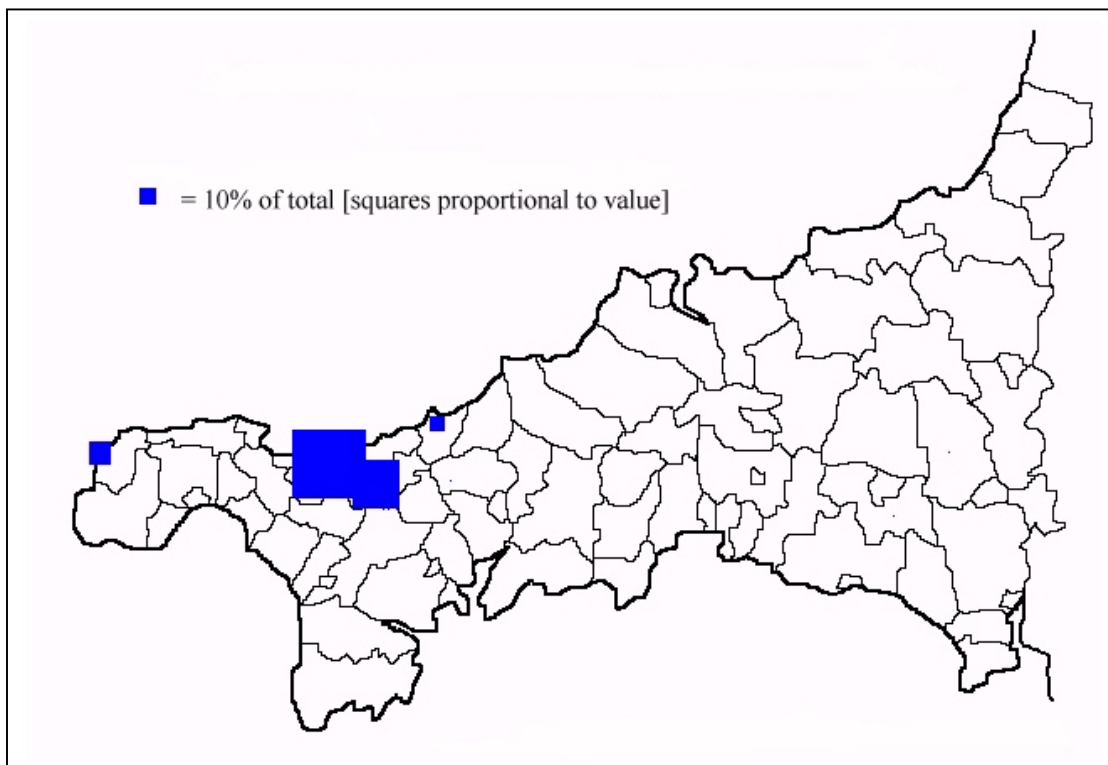 = 10% of total [squares proportional to value]